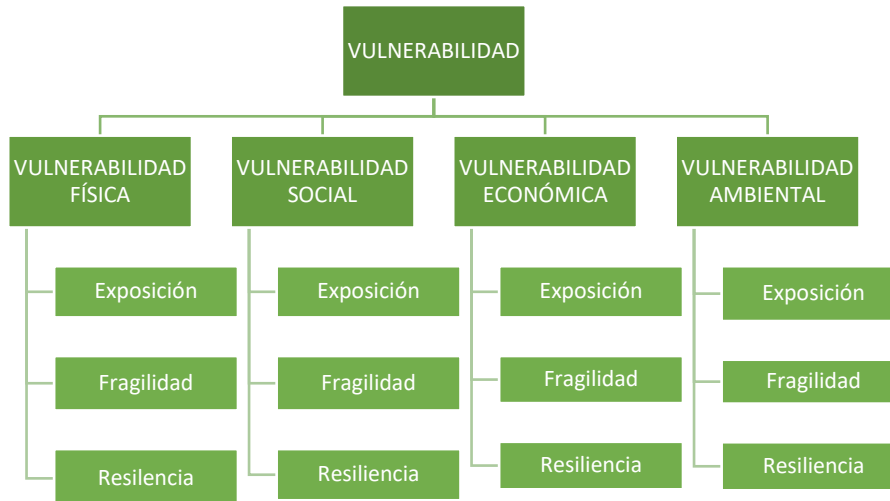 VULNERABILIDAD
VULNERABILIDAD
FÍSICA
Exposición
Fragilidad
Resilencia
VULNERABILIDAD
SOCIAL
Exposición
Fragilidad
Resiliencia
VULNERABILIDAD
ECONÓMICA
Exposición
Fragilidad
Resiliencia
VULNERABILIDAD
AMBIENTAL
Exposición
Fragilidad
Resiliencia